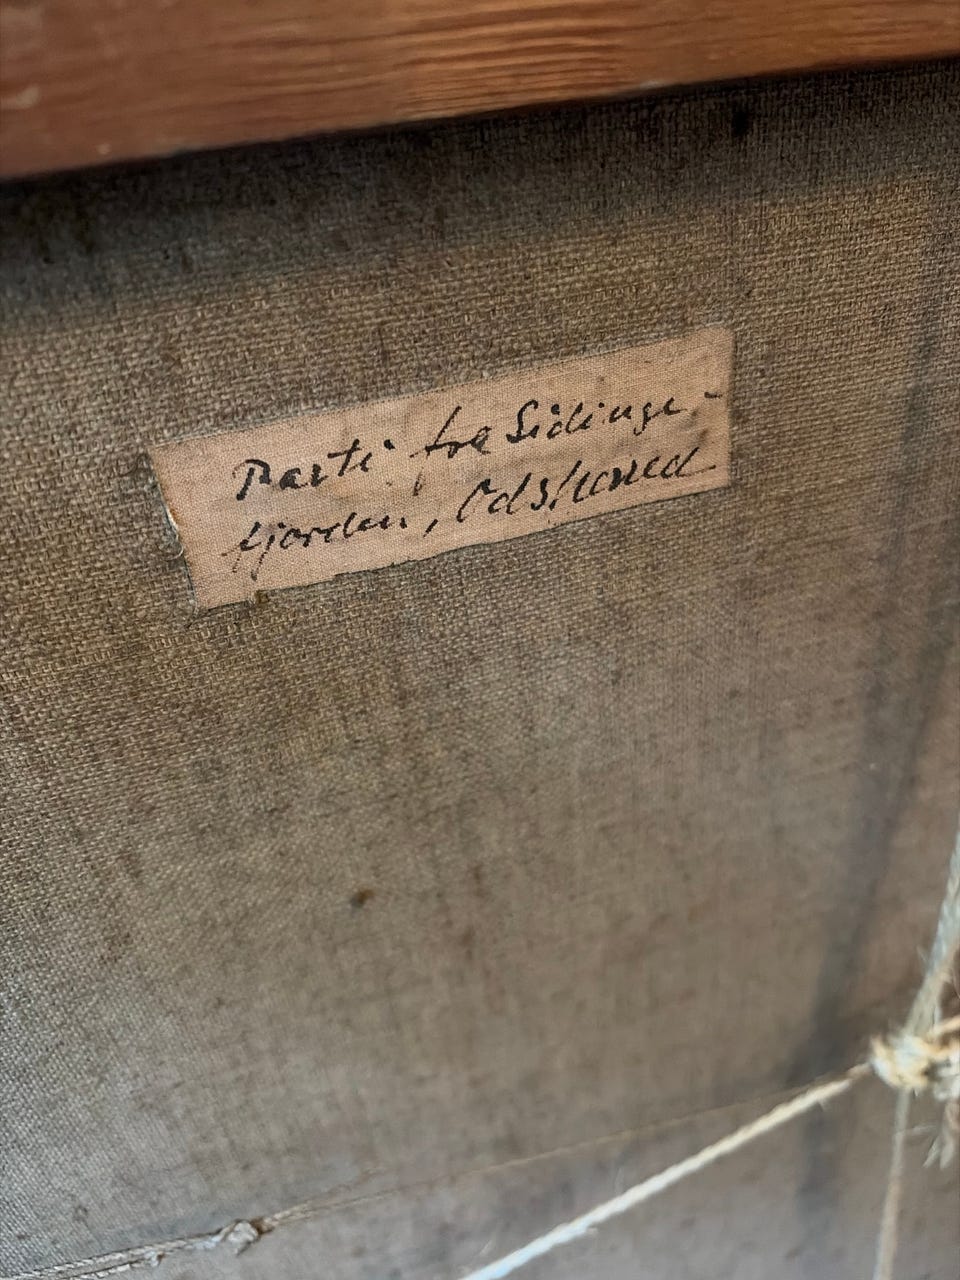 Parti fra Sidinge-
fjorden, Odsherred